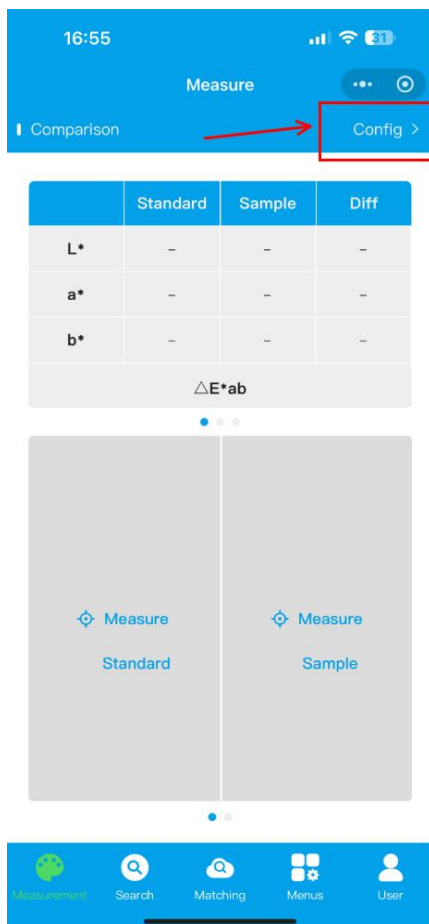 16:55 31
Measure
Comparison Config >
Standard Sample Diff
L* – – –
a* – – –
b* – – –
△E*ab
Measure Measure
Standard Sample
Measurement Search Matching Menus User